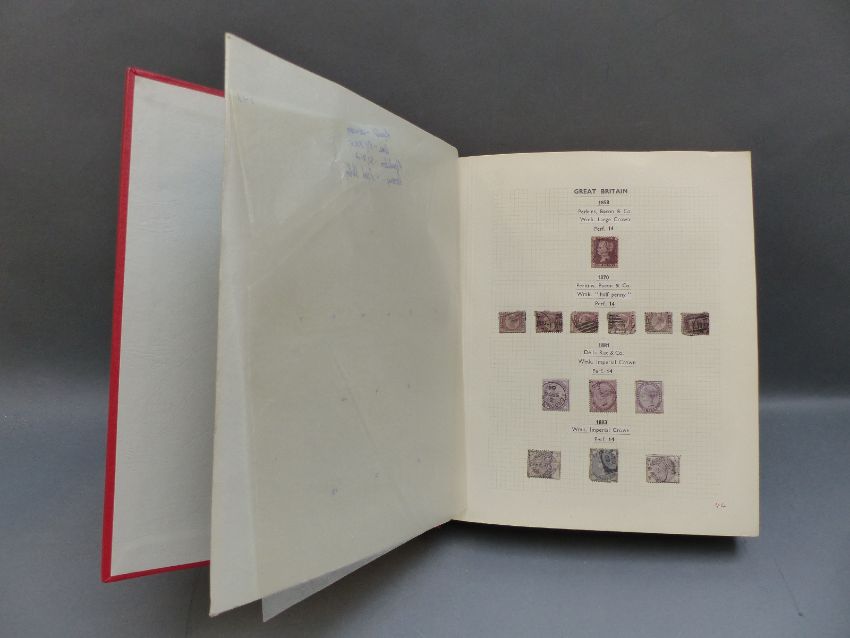 GREAT BRITAIN
1858
Perkins, Bacon & Co.
Wmk. Large Crown
Perf. 14
1870
Perkins, Bacon & Co.
Wmk. "Half penny"
Perf. 14
1881
De la Rue & Co.
Wmk. Imperial Crown
Perf. 14
1883
Wmk. Imperial Crown
Perf. 14